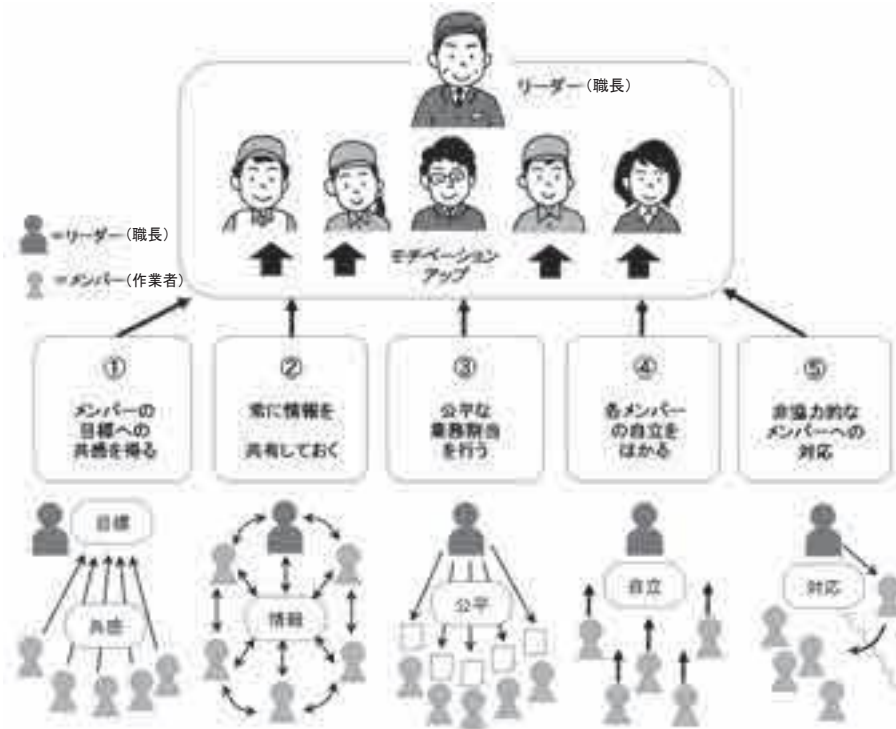 リーダー(職長)
=リーダー(職長)
=メンバー(作業者)
モチベーション
アップ
①
メンバーの
目標への
共感を得る
②
常に情報を
共有しておく
③
公平な
業務割当
を行う
④
各メンバー
の自立を
はかる
⑤
非協力的な
メンバーへの
対応
目標
共感
情報
公平
自立
対応